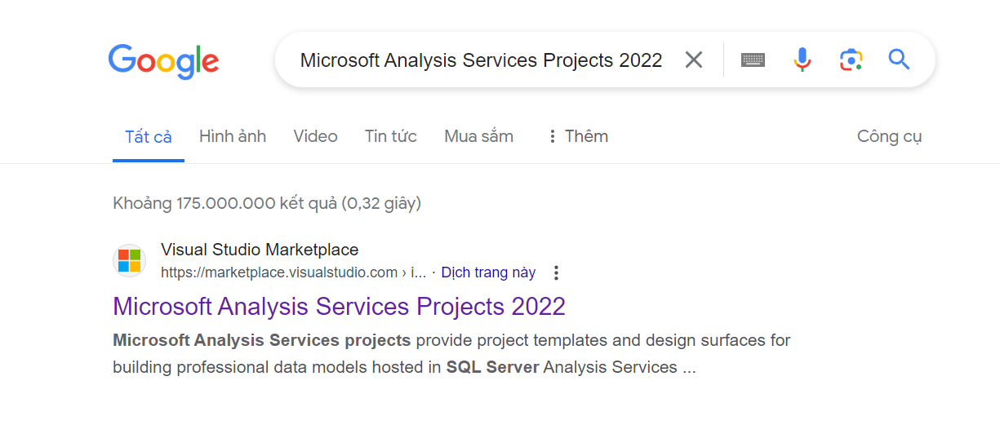 Google
Microsoft Analysis Services Projects 2022
Tất cả Hình ảnh Video Tin tức Mua sắm Thêm Công cụ
Khoảng 175.000.000 kết quả (0,32 giây)
Visual Studio Marketplace
https://marketplace.visualstudio.com › i... · Dịch trang này
Microsoft Analysis Services Projects 2022
Microsoft Analysis Services projects provide project templates and design surfaces for
building professional data models hosted in SQL Server Analysis Services ...